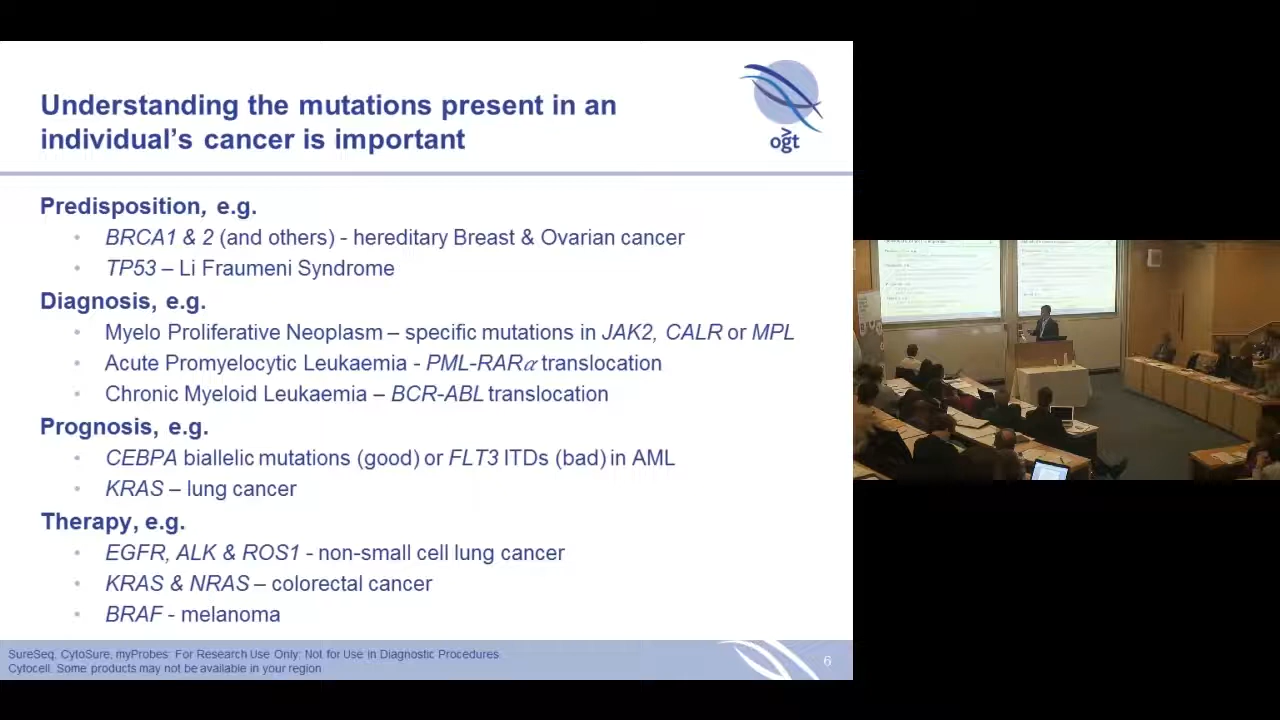 Understanding the mutations present in an
individual's cancer is important
ogt
Predisposition, e.g.
• BRCA1 & 2 (and others) - hereditary Breast & Ovarian cancer
• TP53 – Li Fraumeni Syndrome
Diagnosis, e.g.
• Myelo Proliferative Neoplasm – specific mutations in JAK2, CALR or MPL
• Acute Promyelocytic Leukaemia - PML-RARα translocation
• Chronic Myeloid Leukaemia – BCR-ABL translocation
Prognosis, e.g.
• CEBPA biallelic mutations (good) or FLT3 ITDs (bad) in AML
• KRAS – lung cancer
Therapy, e.g.
• EGFR, ALK & ROS1 - non-small cell lung cancer
• KRAS & NRAS – colorectal cancer
• BRAF - melanoma
SureSeq, CytoSure, myProbes: For Research Use Only: Not for Use in Diagnostic Procedures
Cytocell. Some products may not be available in your region
6